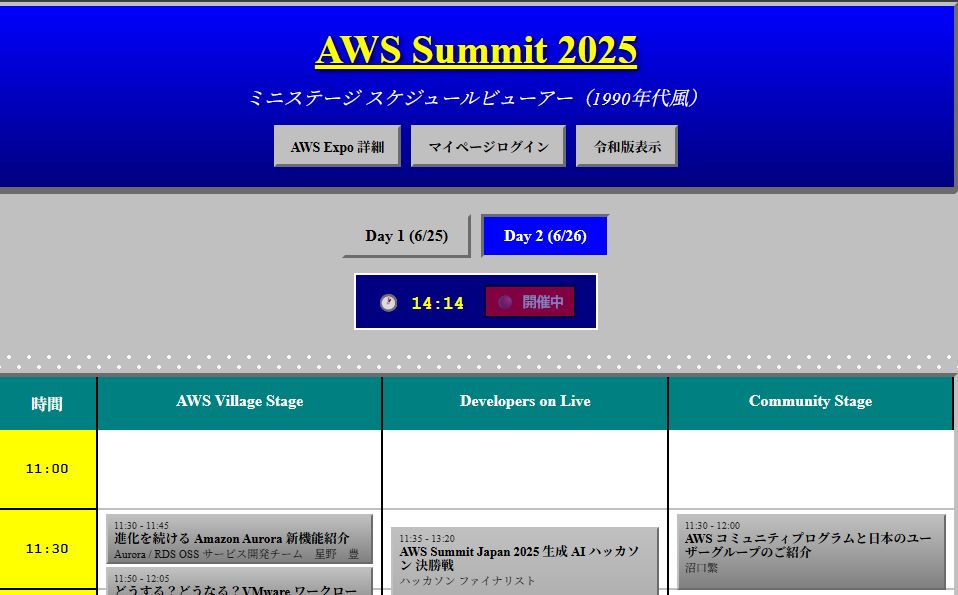 AWS Summit 2025
ミニステージ スケジュールビューアー（1990年代風）
AWS Expo 詳細
マイページログイン
令和版表示
Day 1 (6/25)
Day 2 (6/26)
14:14
開催中
時間
AWS Village Stage
Developers on Live
Community Stage
11:00
11:30
11:30 - 11:45
進化を続ける Amazon Aurora 新機能紹介
Aurora / RDS OSS サービス開発チーム　星野　豊
11:50 - 12:05
どうする？どうなる？VMware ワークロー
11:35 - 13:20
AWS Summit Japan 2025 生成 AI ハッカソ
ン 決勝戦
ハッカソン ファイナリスト
11:30 - 12:00
AWS コミュニティプログラムと日本のユー
ザーグループのご紹介
沼口繁